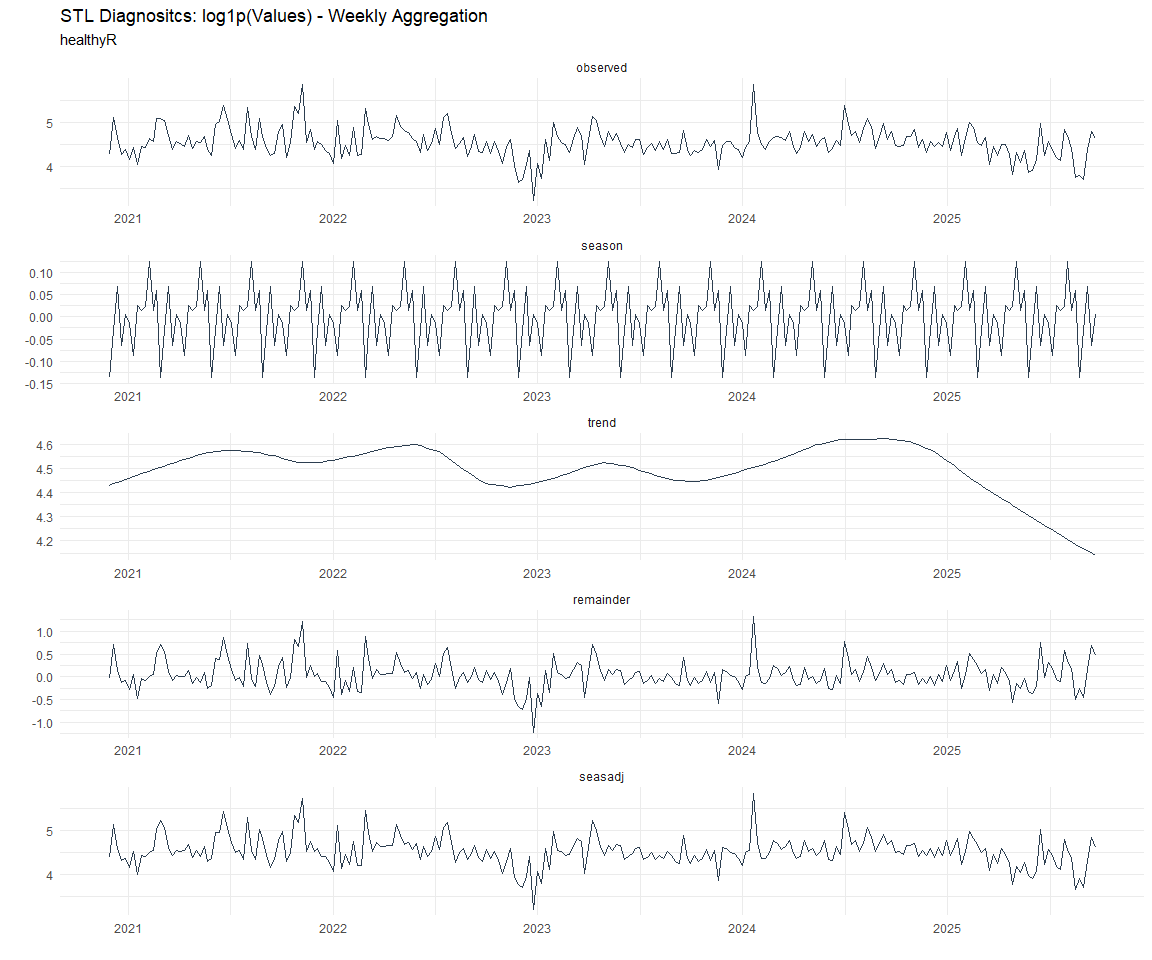 STL Diagnositcs: log1p(Values) - Weekly Aggregation
healthyR
observed
5
4
2021 2022 2023 2024 2025
season
0.10
0.05
0.00
-0.05
-0.10
-0.15
2021 2022 2023 2024 2025
trend
4.6
4.5
4.4
4.3
4.2
2021 2022 2023 2024 2025
remainder
1.0
0.5
0.0
-0.5
-1.0
2021 2022 2023 2024 2025
seasadj
5
4
2021 2022 2023 2024 2025